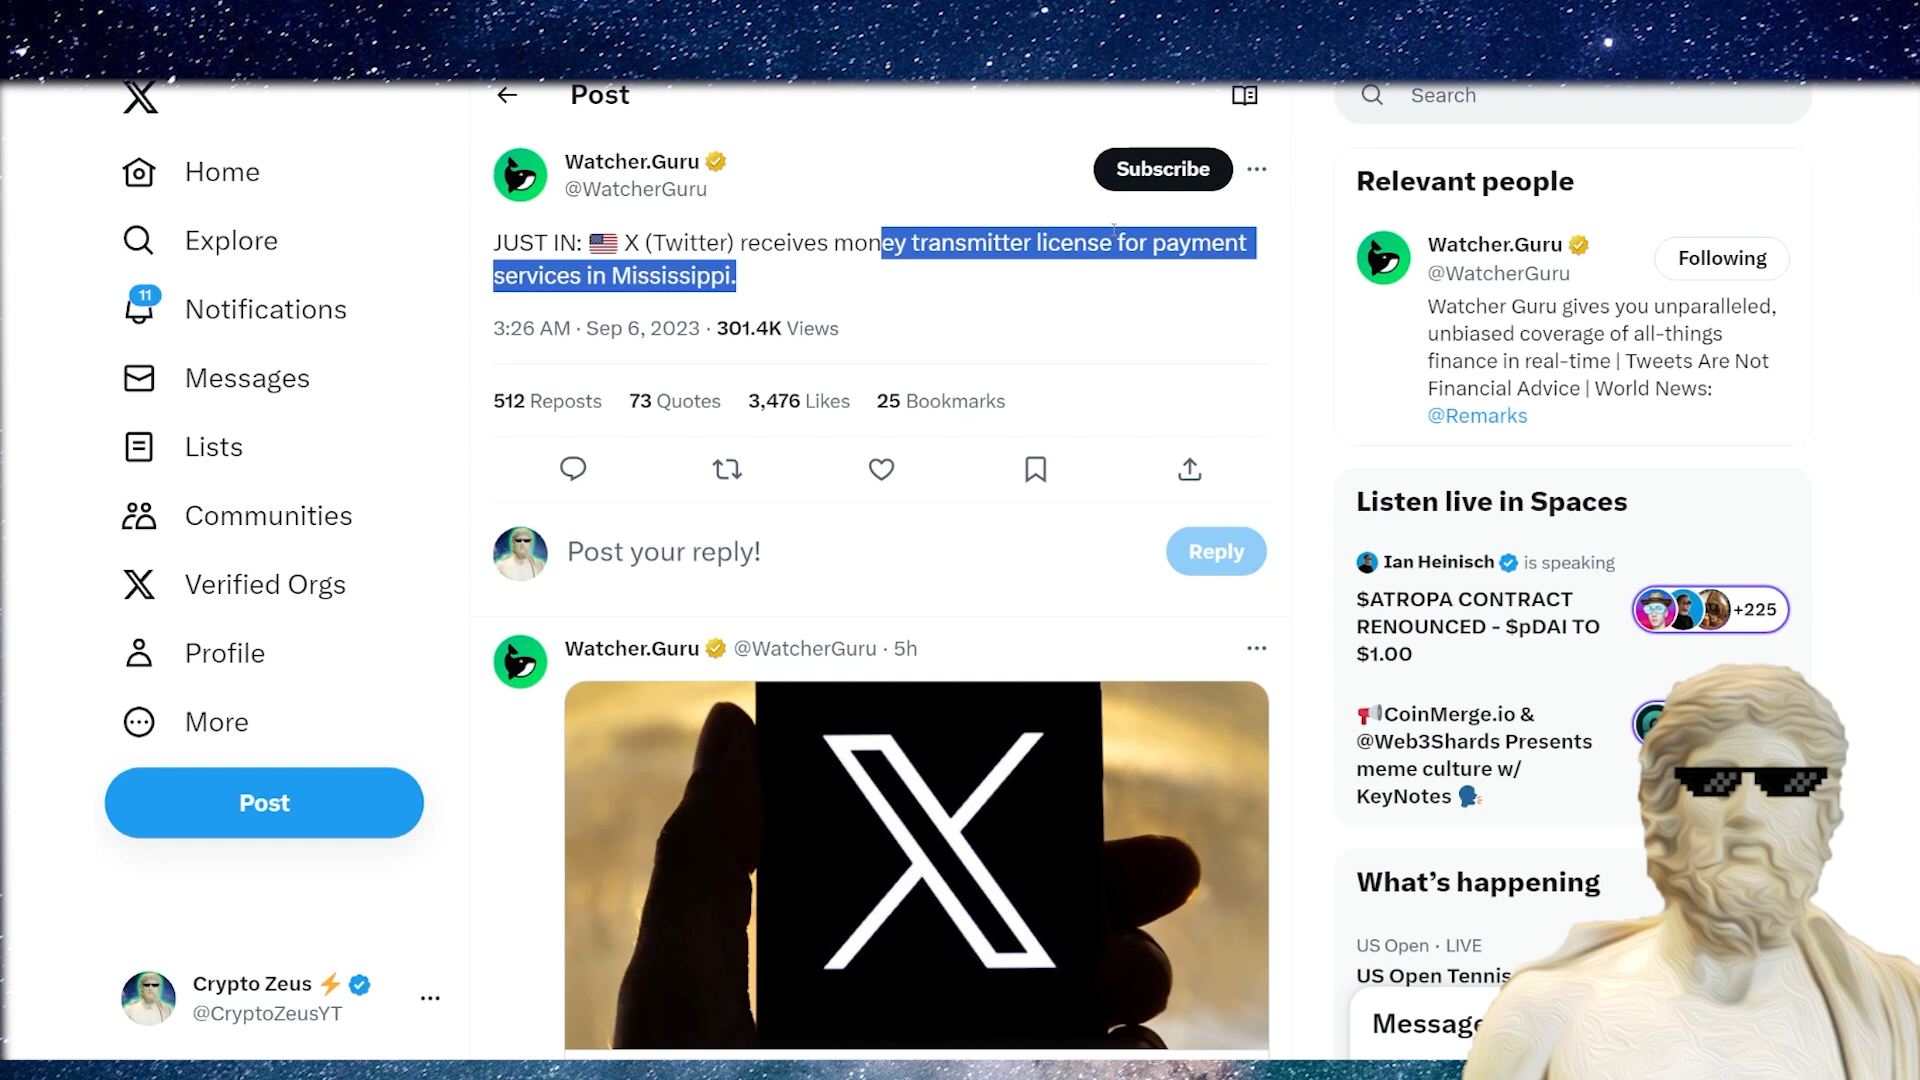 Post
Search
Home
Explore
11
Notifications
Messages
Lists
Communities
Verified Orgs
Profile
More
Post
Crypto Zeus
@CryptoZeusYT
Watcher.Guru
@WatcherGuru
Subscribe
JUST IN: X (Twitter) receives money transmitter license for payment
services in Mississippi.
3:26 AM · Sep 6, 2023 · 301.4K Views
512 Reposts 73 Quotes 3,476 Likes 25 Bookmarks
Post your reply!
Reply
Watcher.Guru @WatcherGuru · 5h
Relevant people
Watcher.Guru
@WatcherGuru
Following
Watcher Guru gives you unparalleled,
unbiased coverage of all-things
finance in real-time | Tweets Are Not
Financial Advice | World News:
@Remarks
Listen live in Spaces
Ian Heinisch is speaking
$ATROPA CONTRACT
RENOUNCED - $pDAI TO
$1.00
+225
CoinMerge.io &
@Web3Shards Presents
meme culture w/
KeyNotes
What’s happening
US Open · LIVE
US Open Tennis
Message